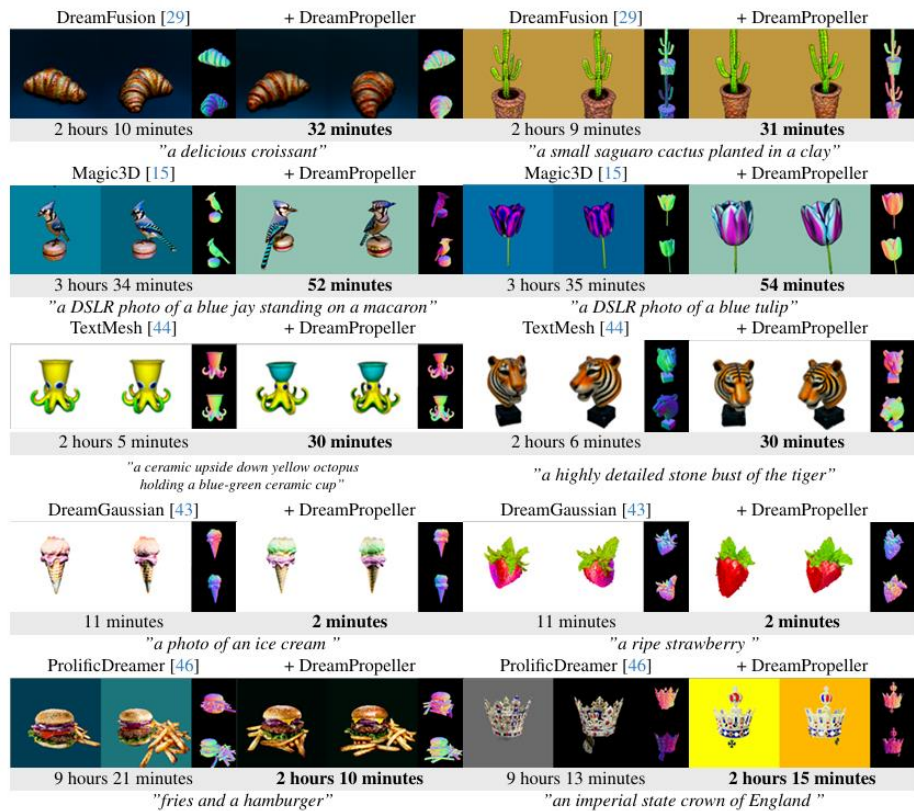 DreamFusion [29] + DreamPropeller DreamFusion [29] + DreamPropeller
2 hours 10 minutes 32 minutes 2 hours 9 minutes 31 minutes
"a delicious croissant" "a small saguaro cactus planted in a clay"
Magic3D [15] + DreamPropeller Magic3D [15] + DreamPropeller
3 hours 34 minutes 52 minutes 3 hours 35 minutes 54 minutes
"a DSLR photo of a blue jay standing on a macaron" "a DSLR photo of a blue tulip"
TextMesh [44] + DreamPropeller TextMesh [44] + DreamPropeller
2 hours 5 minutes 30 minutes 2 hours 6 minutes 30 minutes
"a ceramic upside down yellow octopus
holding a blue-green ceramic cup" "a highly detailed stone bust of the tiger"
DreamGaussian [43] + DreamPropeller DreamGaussian [43] + DreamPropeller
11 minutes 2 minutes 11 minutes 2 minutes
"a photo of an ice cream " "a ripe strawberry "
ProlificDreamer [46] + DreamPropeller ProlificDreamer [46] + DreamPropeller
9 hours 21 minutes 2 hours 10 minutes 9 hours 13 minutes 2 hours 15 minutes
"fries and a hamburger" "an imperial state crown of England "